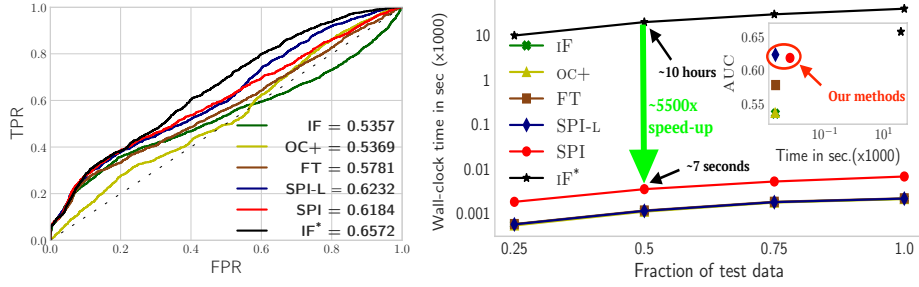 TPR
1.0
0.8
0.6
0.4
0.2
0.0
0.0
0.2
0.4
0.6
0.8
1.0
FPR
IF = 0.5357
OC+ = 0.5369
FT = 0.5781
SPI-L = 0.6232
SPI = 0.6184
IF* = 0.6572
Wall-clock time in sec (x1000)
10
1
0.1
0.01
0.001
0.25
0.5
0.75
1.0
Fraction of test data
IF
OC+
FT
SPI-L
SPI
IF*
~10 hours
~5500x
speed-up
~7 seconds
AUC
0.65
0.60
0.55
10⁻¹
10¹
Time in sec.(x1000)
Our methods